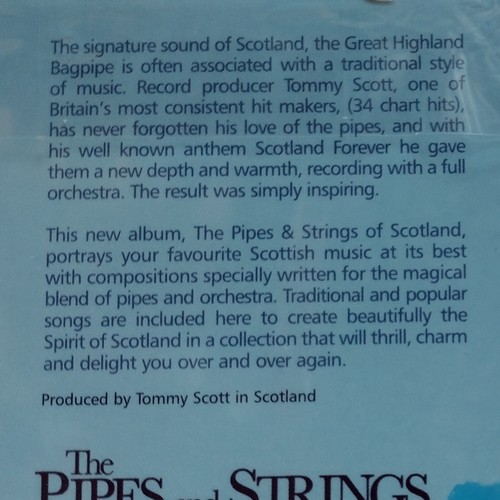 The signature sound of Scotland, the Great Highland
Bagpipe is often associated with a traditional style
of music. Record producer Tommy Scott, one of
Britain's most consistent hit makers, (34 chart hits),
has never forgotten his love of the pipes, and with
his well known anthem Scotland Forever he gave
them a new depth and warmth, recording with a full
orchestra. The result was simply inspiring.
This new album, The Pipes & Strings of Scotland,
portrays your favourite Scottish music at its best
with compositions specially written for the magical
blend of pipes and orchestra. Traditional and popular
songs are included here to create beautifully the
Spirit of Scotland in a collection that will thrill, charm
and delight you over and over again.
Produced by Tommy Scott in Scotland
The
PIPES and STRINGS